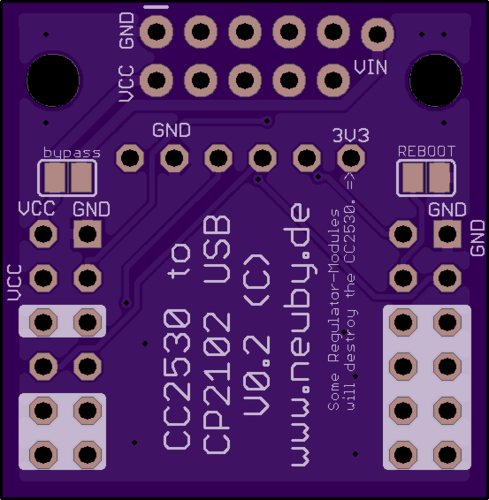 GND
VCC
VIN
GND
3V3
bypass
REBOOT
VCC GND
GND
GND
VCC
CC2530 to
CP2102 USB
V0.2 (C)
www.neuby.de
Some Regulator-Modules
will destroy the CC2530. =>